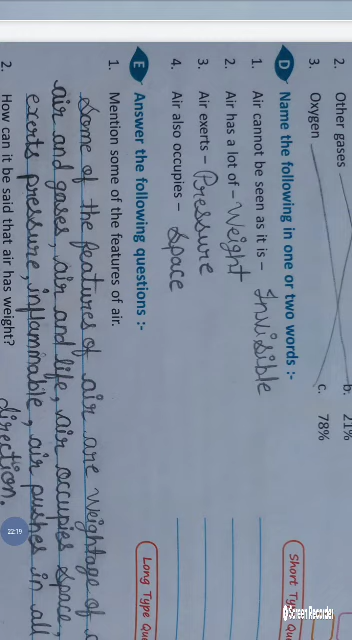 2. Other gases
b. 21%
3. Oxygen
c. 78%
D Name the following in one or two words :-
Short Ty Qu
1. Air cannot be seen as it is - Invisible
2. Air has a lot of - Weight
3. Air exerts - Pressure
4. Air also occupies - Space
E Answer the following questions :-
Long Type Qu
1. Mention some of the features of air.
Some of the features of air are Weightage of
air and gases, air and life, air occupies space,
exerts pressure, inflammable, air pushes in all
direction.
2. How can it be said that air has weight?
22:19
Screen Recorder